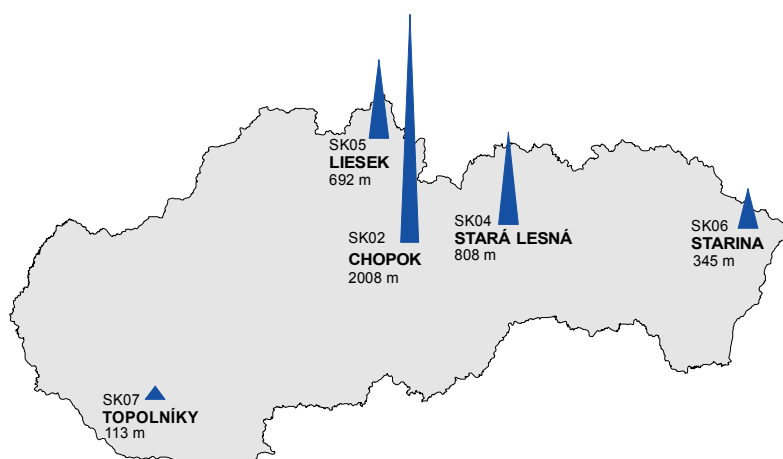 SK05
LIESEK
692 m
SK02
CHOPOK
2008 m
SK04
STARÁ LESNÁ
808 m
SK06
STARINA
345 m
SK07
TOPOLNÍKY
113 m